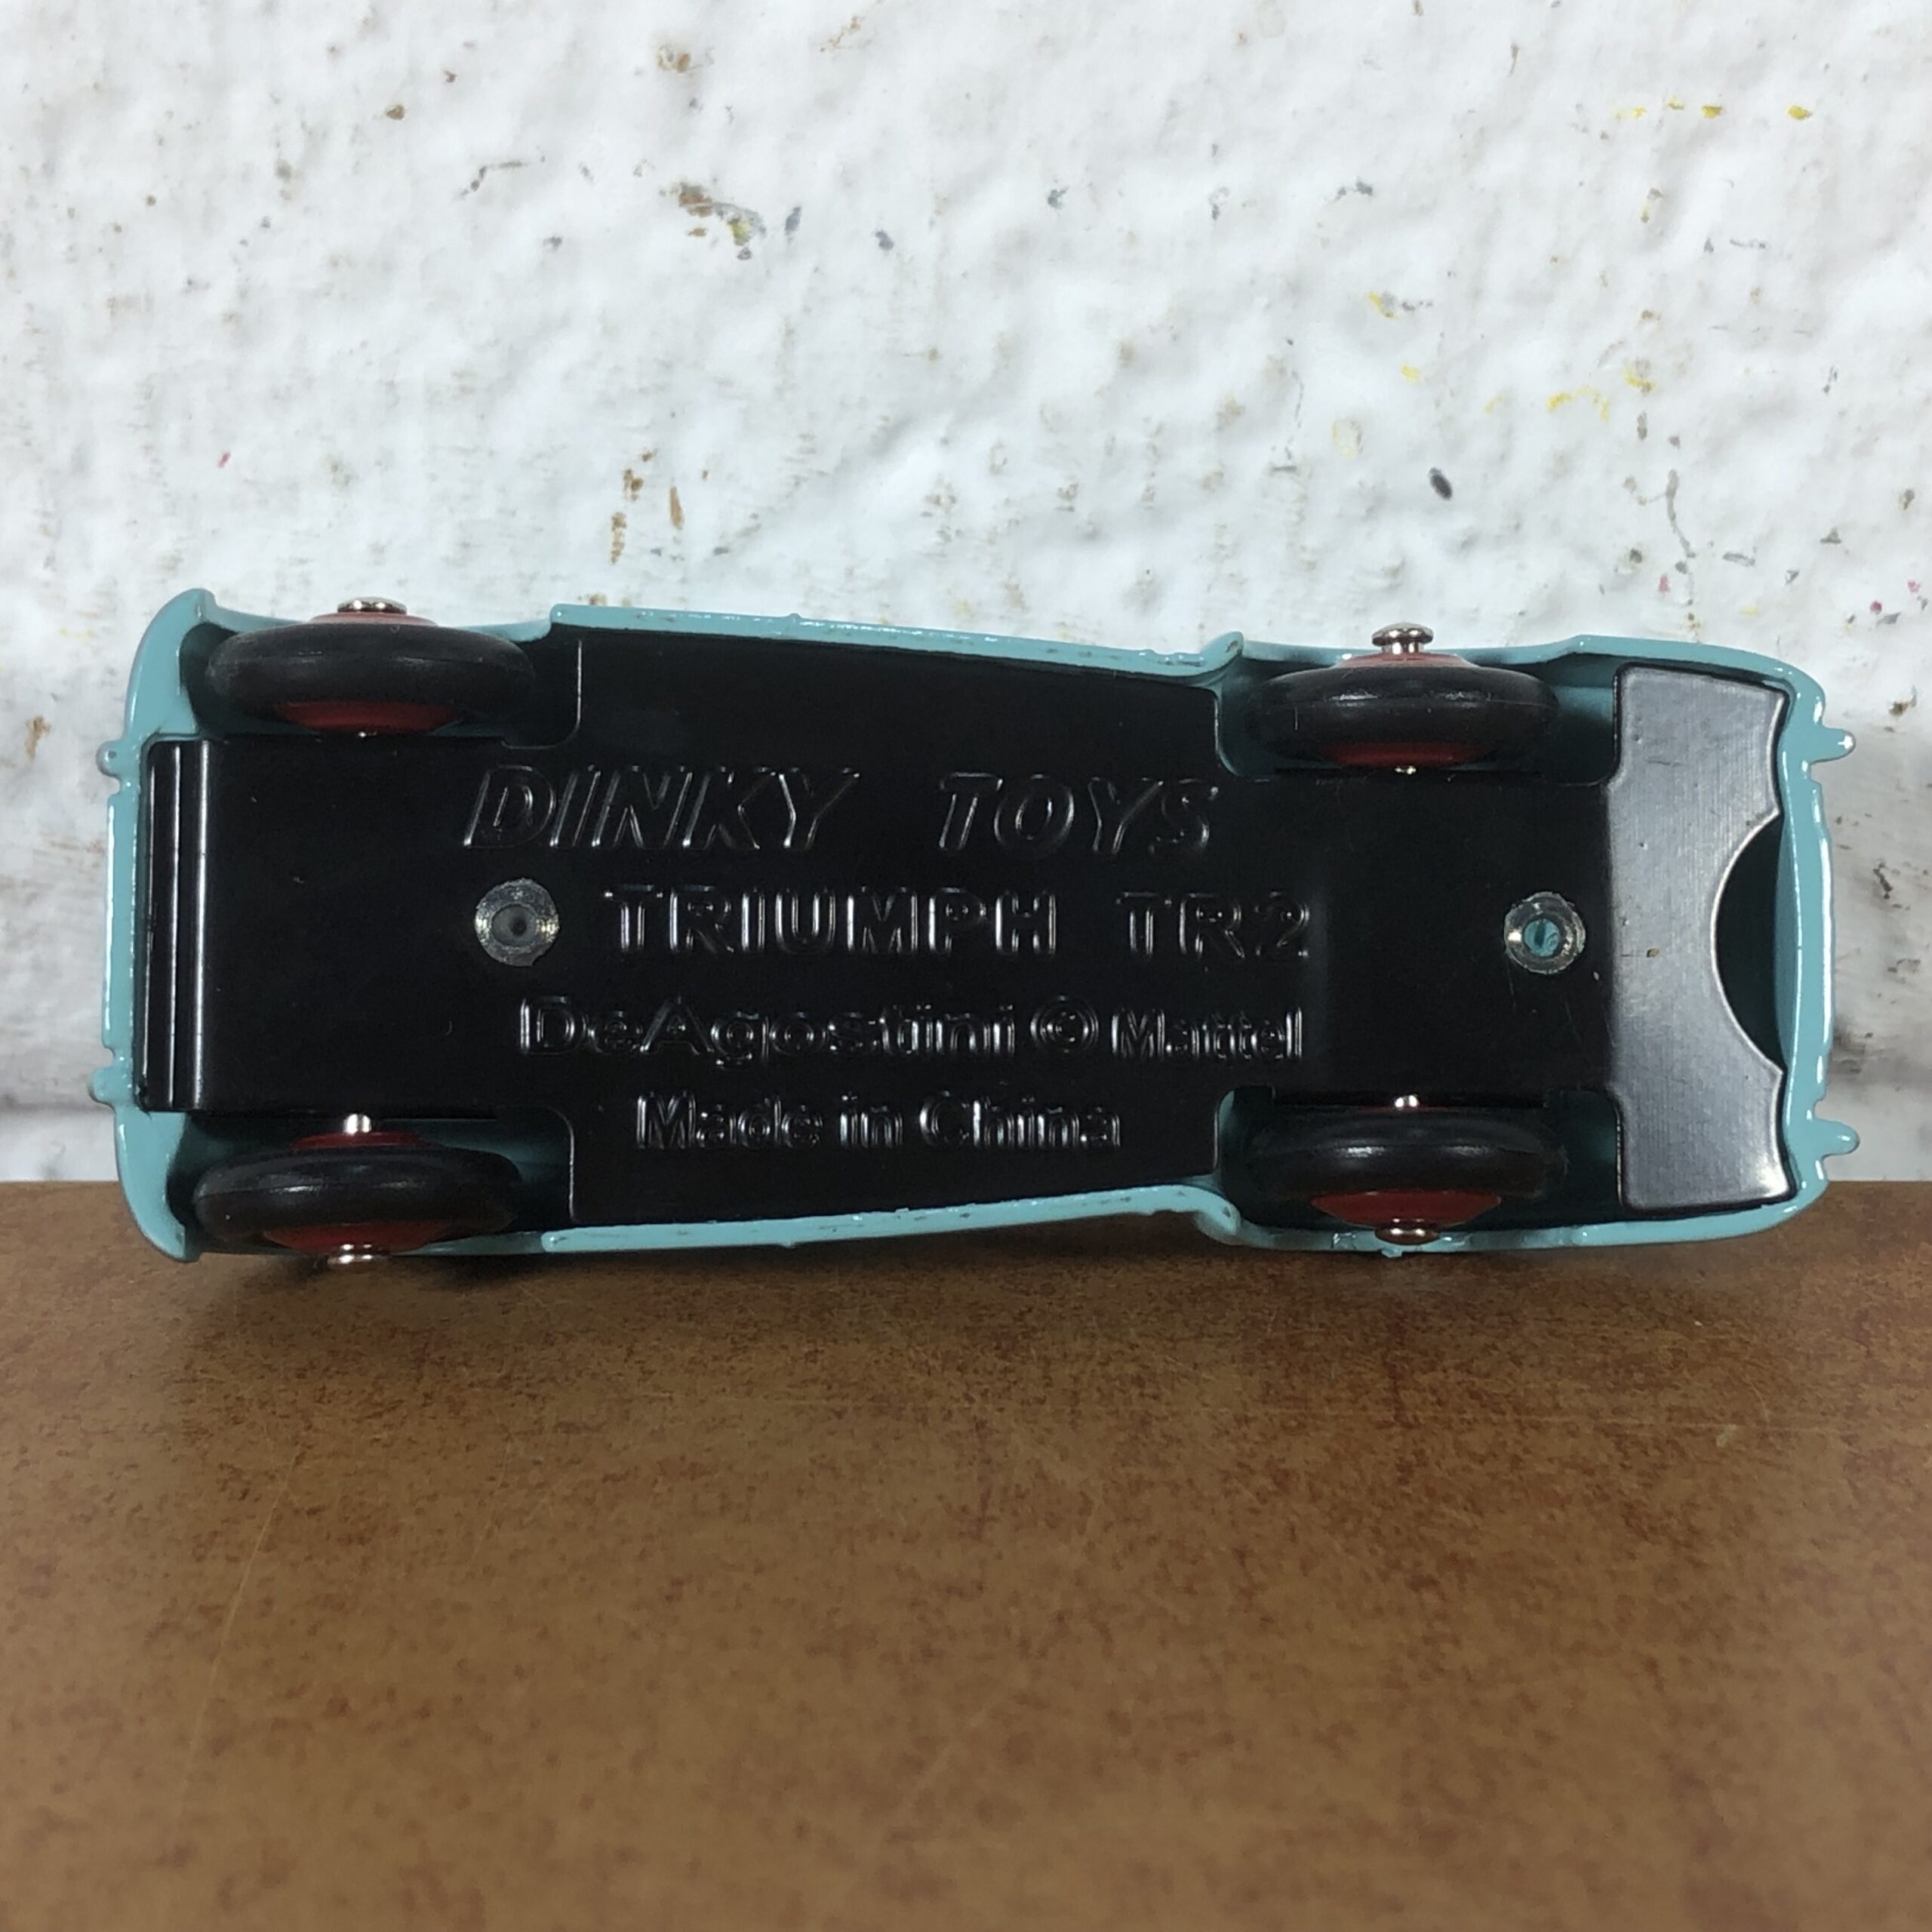 DINKY TOYS
TRIUMPH TR2
DeAgostini © Mattel
Made in China